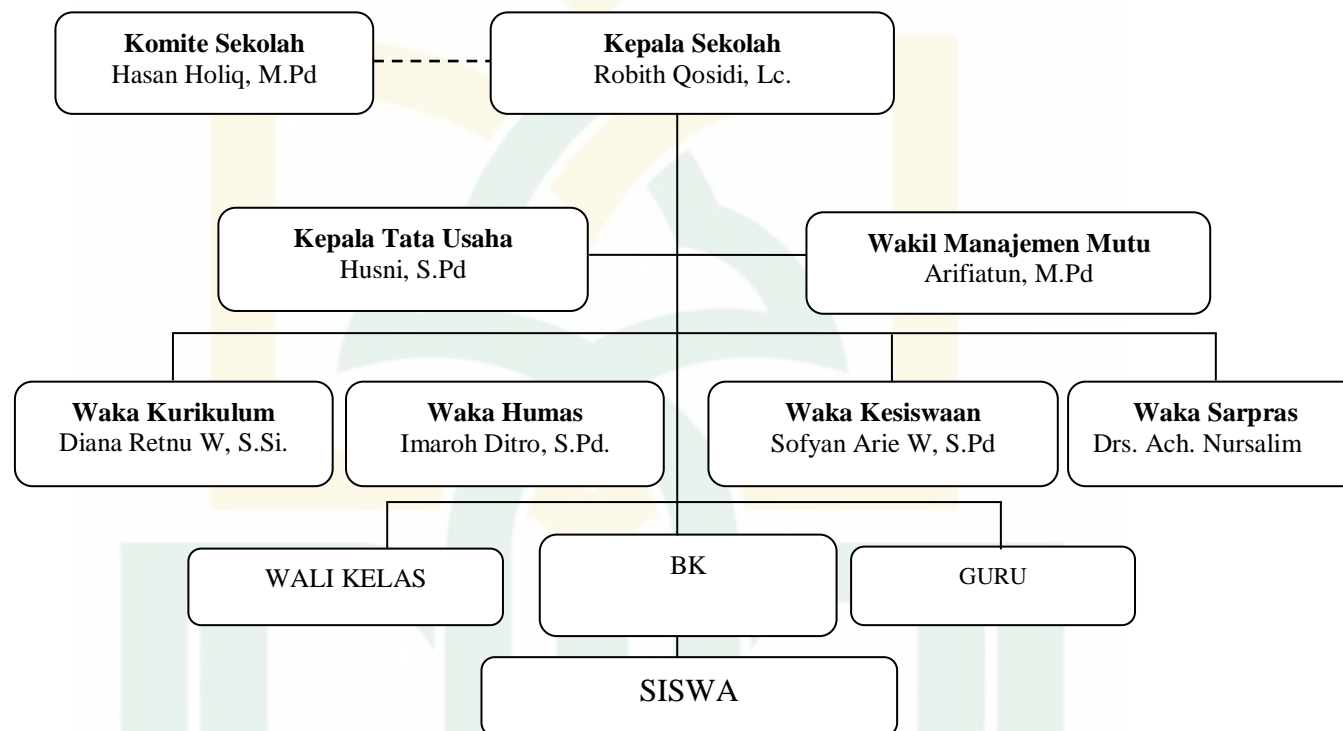 Komite Sekolah
Hasan Holiq, M.Pd
Kepala Sekolah
Robith Qosidi, Lc.
Kepala Tata Usaha
Husni, S.Pd
Wakil Manajemen Mutu
Arifiatun, M.Pd
Waka Kurikulum
Diana Retnu W, S.Si.
Waka Humas
Imaroh Ditro, S.Pd.
Waka Kesiswaan
Sofyan Arie W, S.Pd
Waka Sarpras
Drs. Ach. Nursalim
WALI KELAS
BK
GURU
SISWA